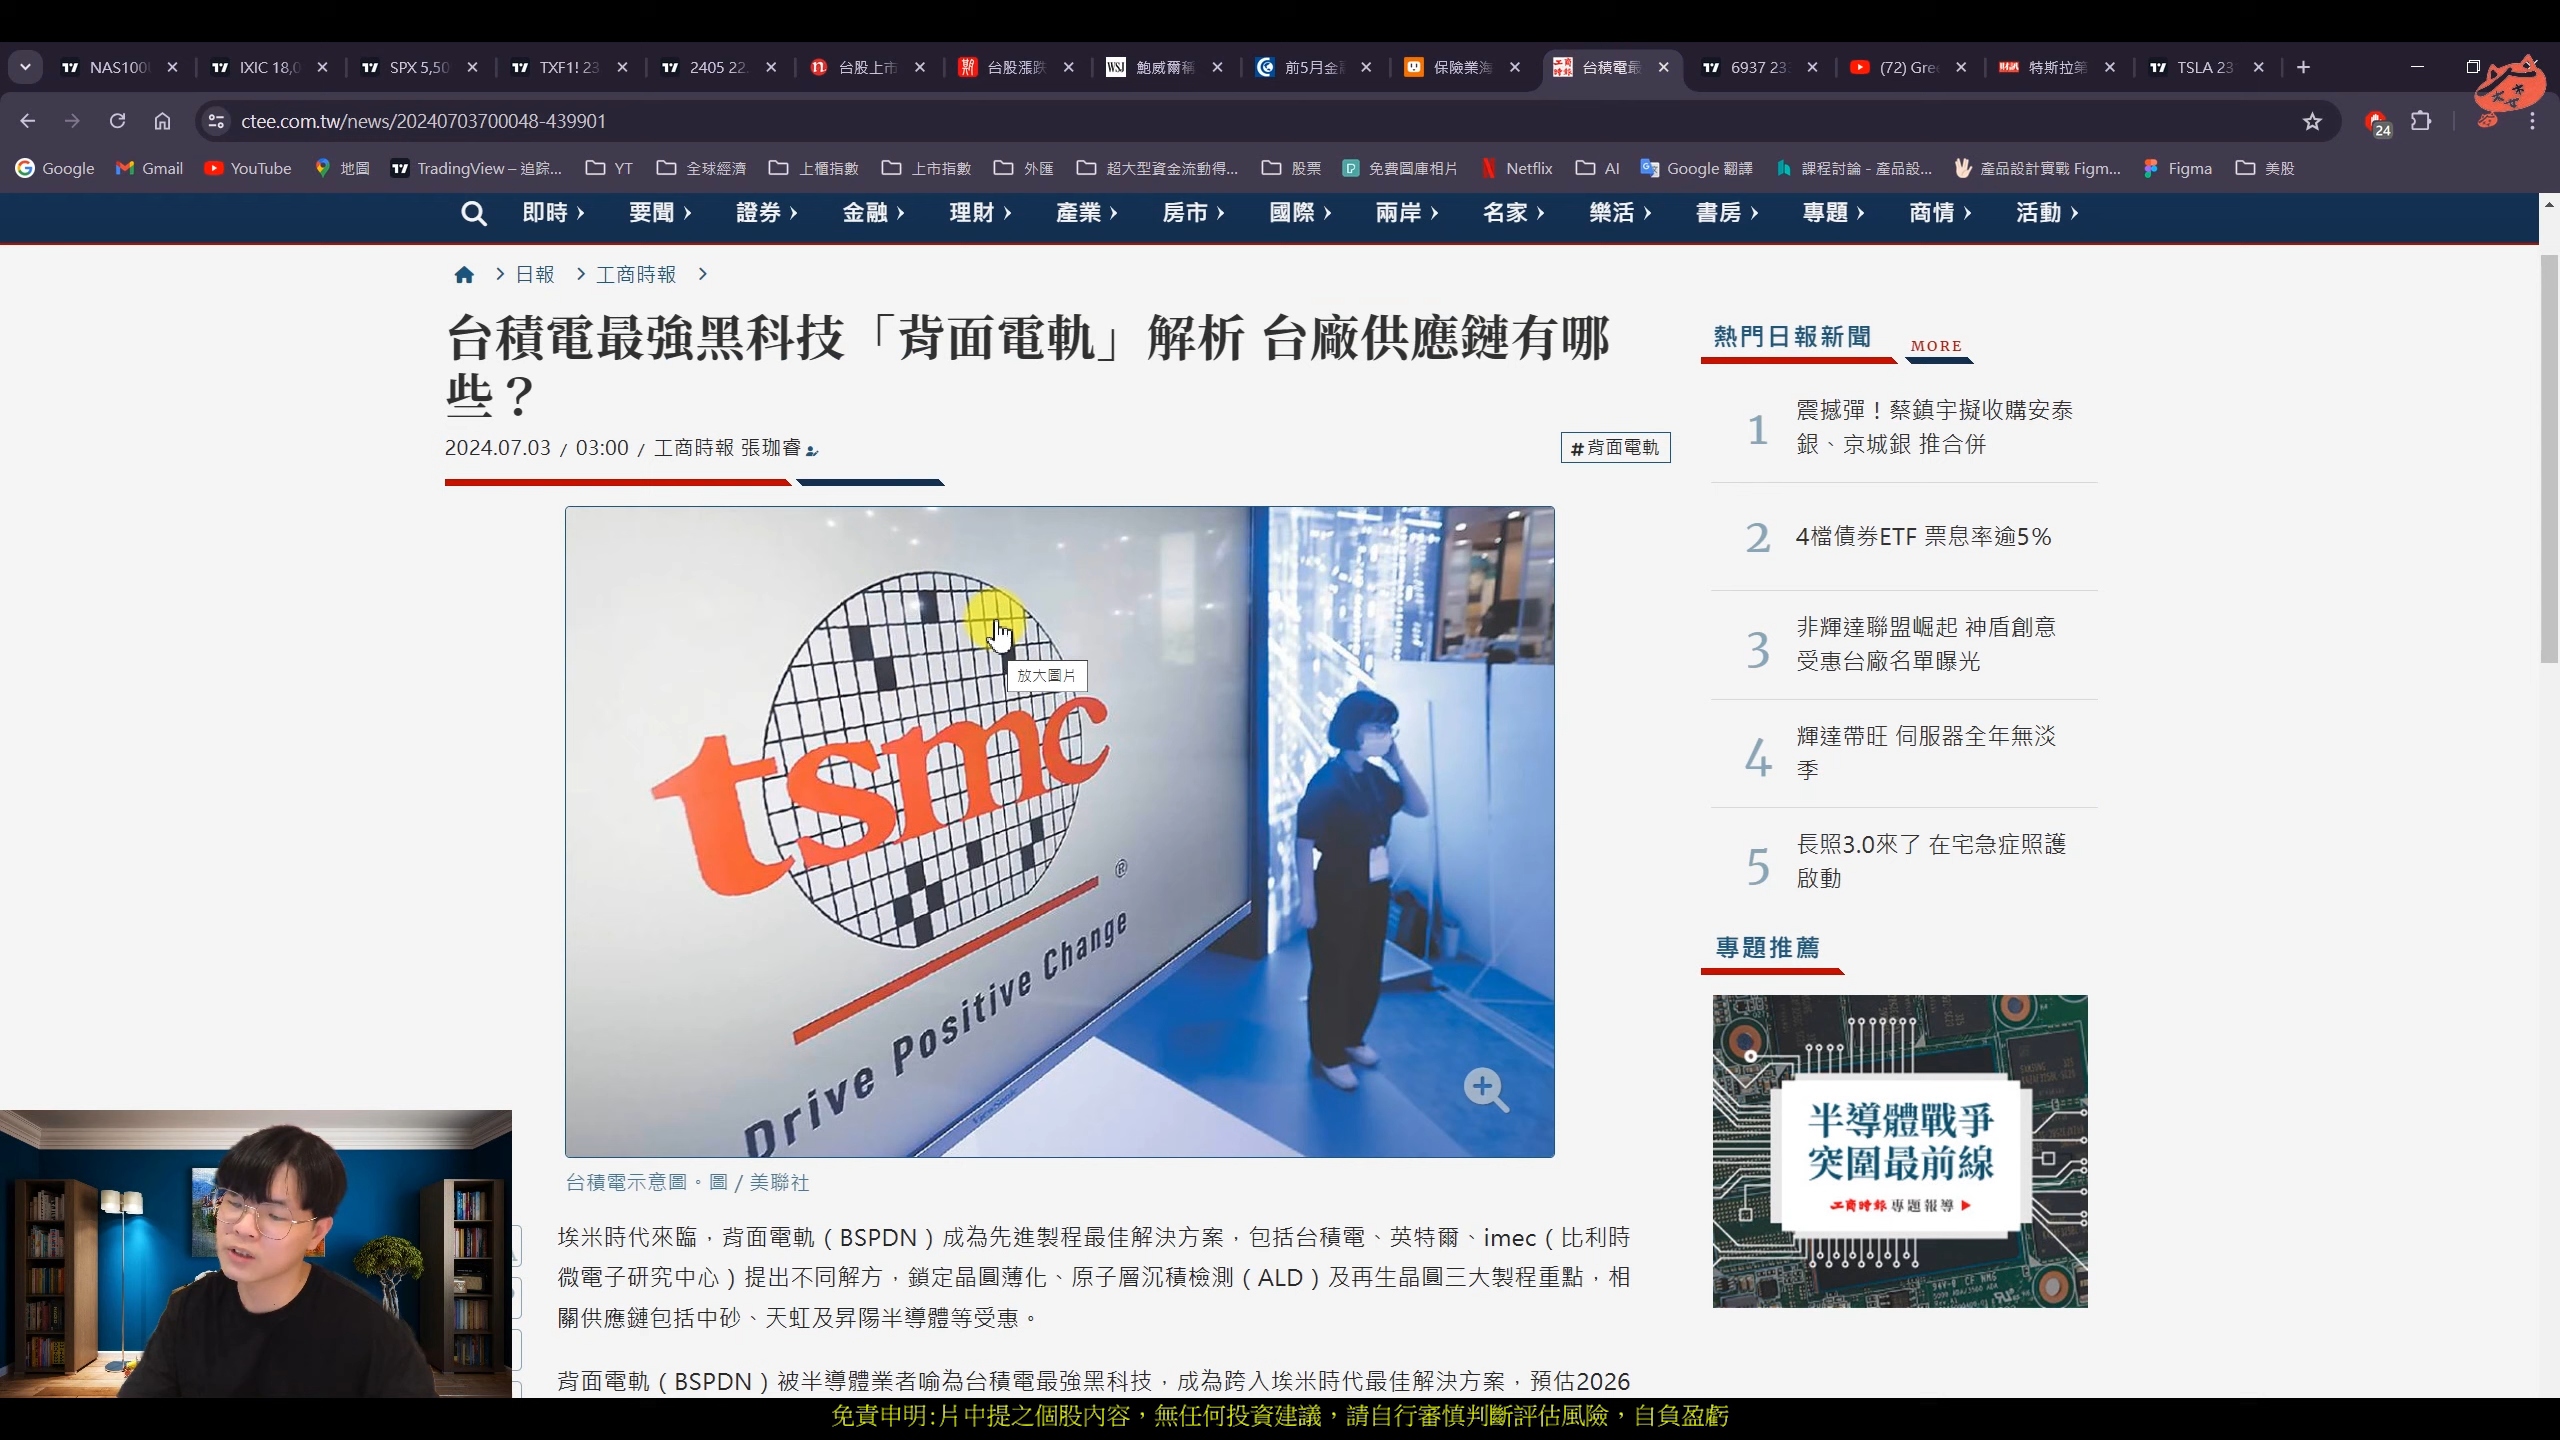 NAS100
IXIC 18,0
SPX 5,50
TXF1! 23
2405 22.
台股上市
台股漲跌
WSJ 鮑威爾稱
前5月金
保險業海
台積電最
6937 23
(72) Gre
特斯拉第
TSLA 23
ctee.com.tw/news/20240703700048-439901
24
Google
Gmail
YouTube
地圖
TradingView – 追踪...
YT
全球經濟
上櫃指數
上市指數
外匯
超大型資金流動得...
股票
免費圖庫相片
Netflix
AI
Google 翻譯
課程討論 - 產品設...
產品設計實戰 Figm...
Figma
美股
即時 › 要聞 › 證券 › 金融 › 理財 › 產業 › 房市 › 國際 › 兩岸 › 名家 › 樂活 › 書房 › 專題 › 商情 › 活動 ›
> 日報 > 工商時報 >
台積電最強黑科技「背面電軌」解析 台廠供應鏈有哪
些？
2024.07.03 / 03:00 / 工商時報 張珈睿
#背面電軌
放大圖片
tsmc
®
Drive Positive Change
台積電示意圖。圖 / 美聯社
埃米時代來臨，背面電軌（BSPDN）成為先進製程最佳解決方案，包括台積電、英特爾、imec（比利時
微電子研究中心）提出不同解方，鎖定晶圓薄化、原子層沉積檢測（ALD）及再生晶圓三大製程重點，相
關供應鏈包括中砂、天虹及昇陽半導體等受惠。
背面電軌（BSPDN）被半導體業者喻為台積電最強黑科技，成為跨入埃米時代最佳解決方案，預估2026
熱門日報新聞
MORE
1
震撼彈！蔡鎮宇擬收購安泰
銀、京城銀 推合併
2
4檔債券ETF 票息率逾5%
3
非輝達聯盟崛起 神盾創意
受惠台廠名單曝光
4
輝達帶旺 伺服器全年無淡
季
5
長照3.0來了 在宅急症照護
啟動
專題推薦
半導體戰爭
突圍最前線
工商時報 專題報導 ▶
免責申明:片中提之個股內容，無任何投資建議，請自行審慎判斷評估風險，自負盈虧